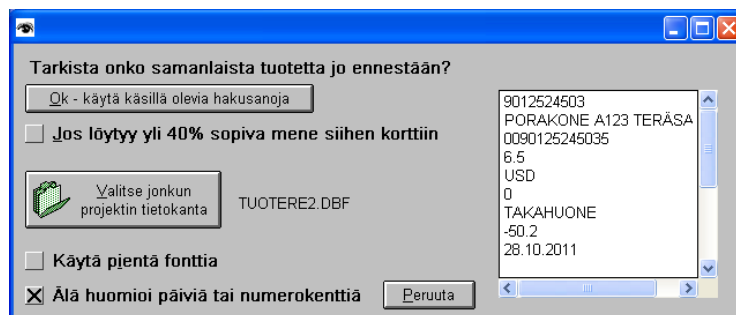 Tarkista onko samanlaista tuotetta jo ennestään?
Ok - käytä käsillä olevia hakusanoja
Jos löytyy yli 40% sopiva mene siihen korttiin
Valitse jonkun
projektin tietokanta
TUOTERE2.DBF
Käytä pientä fonttia
Älä huomioi päiviä tai numerokenttiä
Peruuta
9012524503
PORAKONE A123 TERÄSA
0090125245035
6.5
USD
0
TAKAHUONE
-50.2
28.10.2011